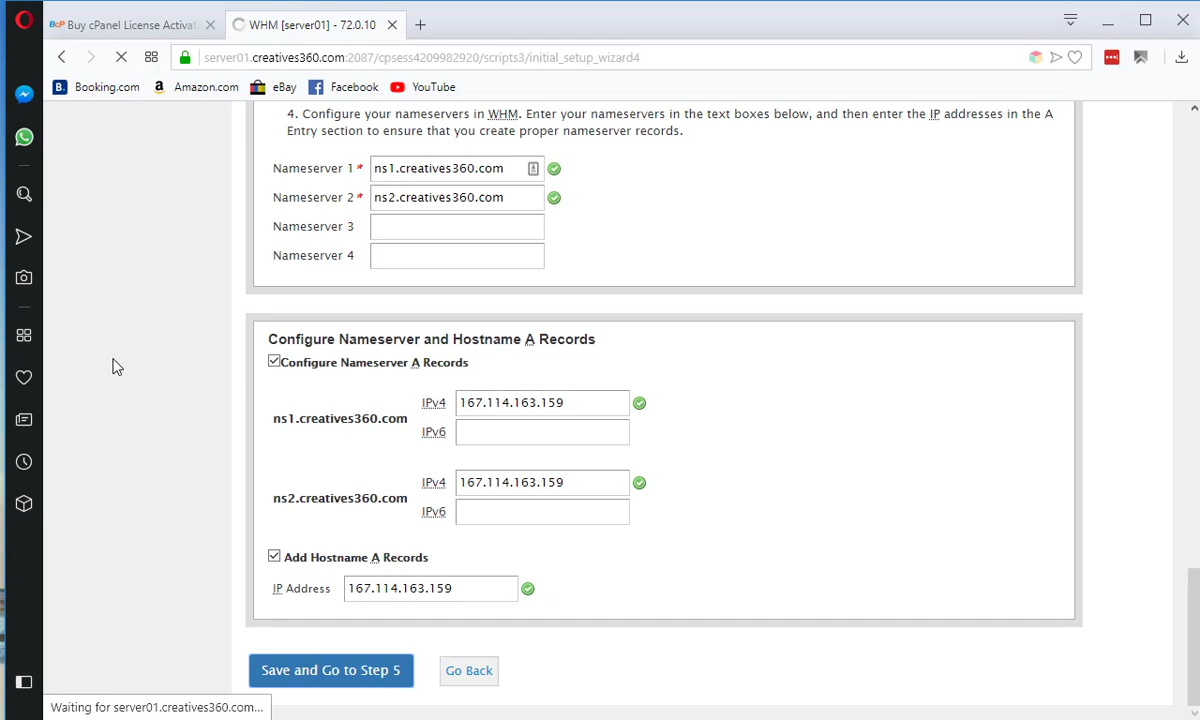 BcP Buy cPanel License Activat
WHM [server01] - 72.0.10
server01.creatives360.com:2087/cpsess4209982920/scripts3/initial_setup_wizard4
B. Booking.com
a Amazon.com
eBay
Facebook
YouTube
4. Configure your nameservers in WHM. Enter your nameservers in the text boxes below, and then enter the IP addresses in the A
Entry section to ensure that you create proper nameserver records.
Nameserver 1 * ns1.creatives360.com
Nameserver 2 * ns2.creatives360.com
Nameserver 3
Nameserver 4
Configure Nameserver and Hostname A Records
Configure Nameserver A Records
IPv4 167.114.163.159
ns1.creatives360.com
IPv6
IPv4 167.114.163.159
ns2.creatives360.com
IPv6
Add Hostname A Records
IP Address 167.114.163.159
Save and Go to Step 5
Go Back
Waiting for server01.creatives360.com...